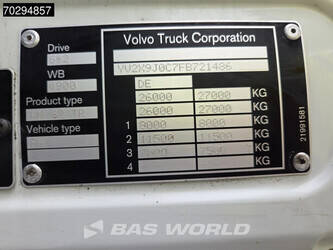 70294857
Volvo Truck Corporation
Drive
YV2X9J0C7FB721486
WB
DE
26000 27000 KG
Product type
26000 27000 KG
1 8000 8000 KG
Vehicle type
2 11500 11500 KG
3 KG
4 KG
21991581
BAS WORLD